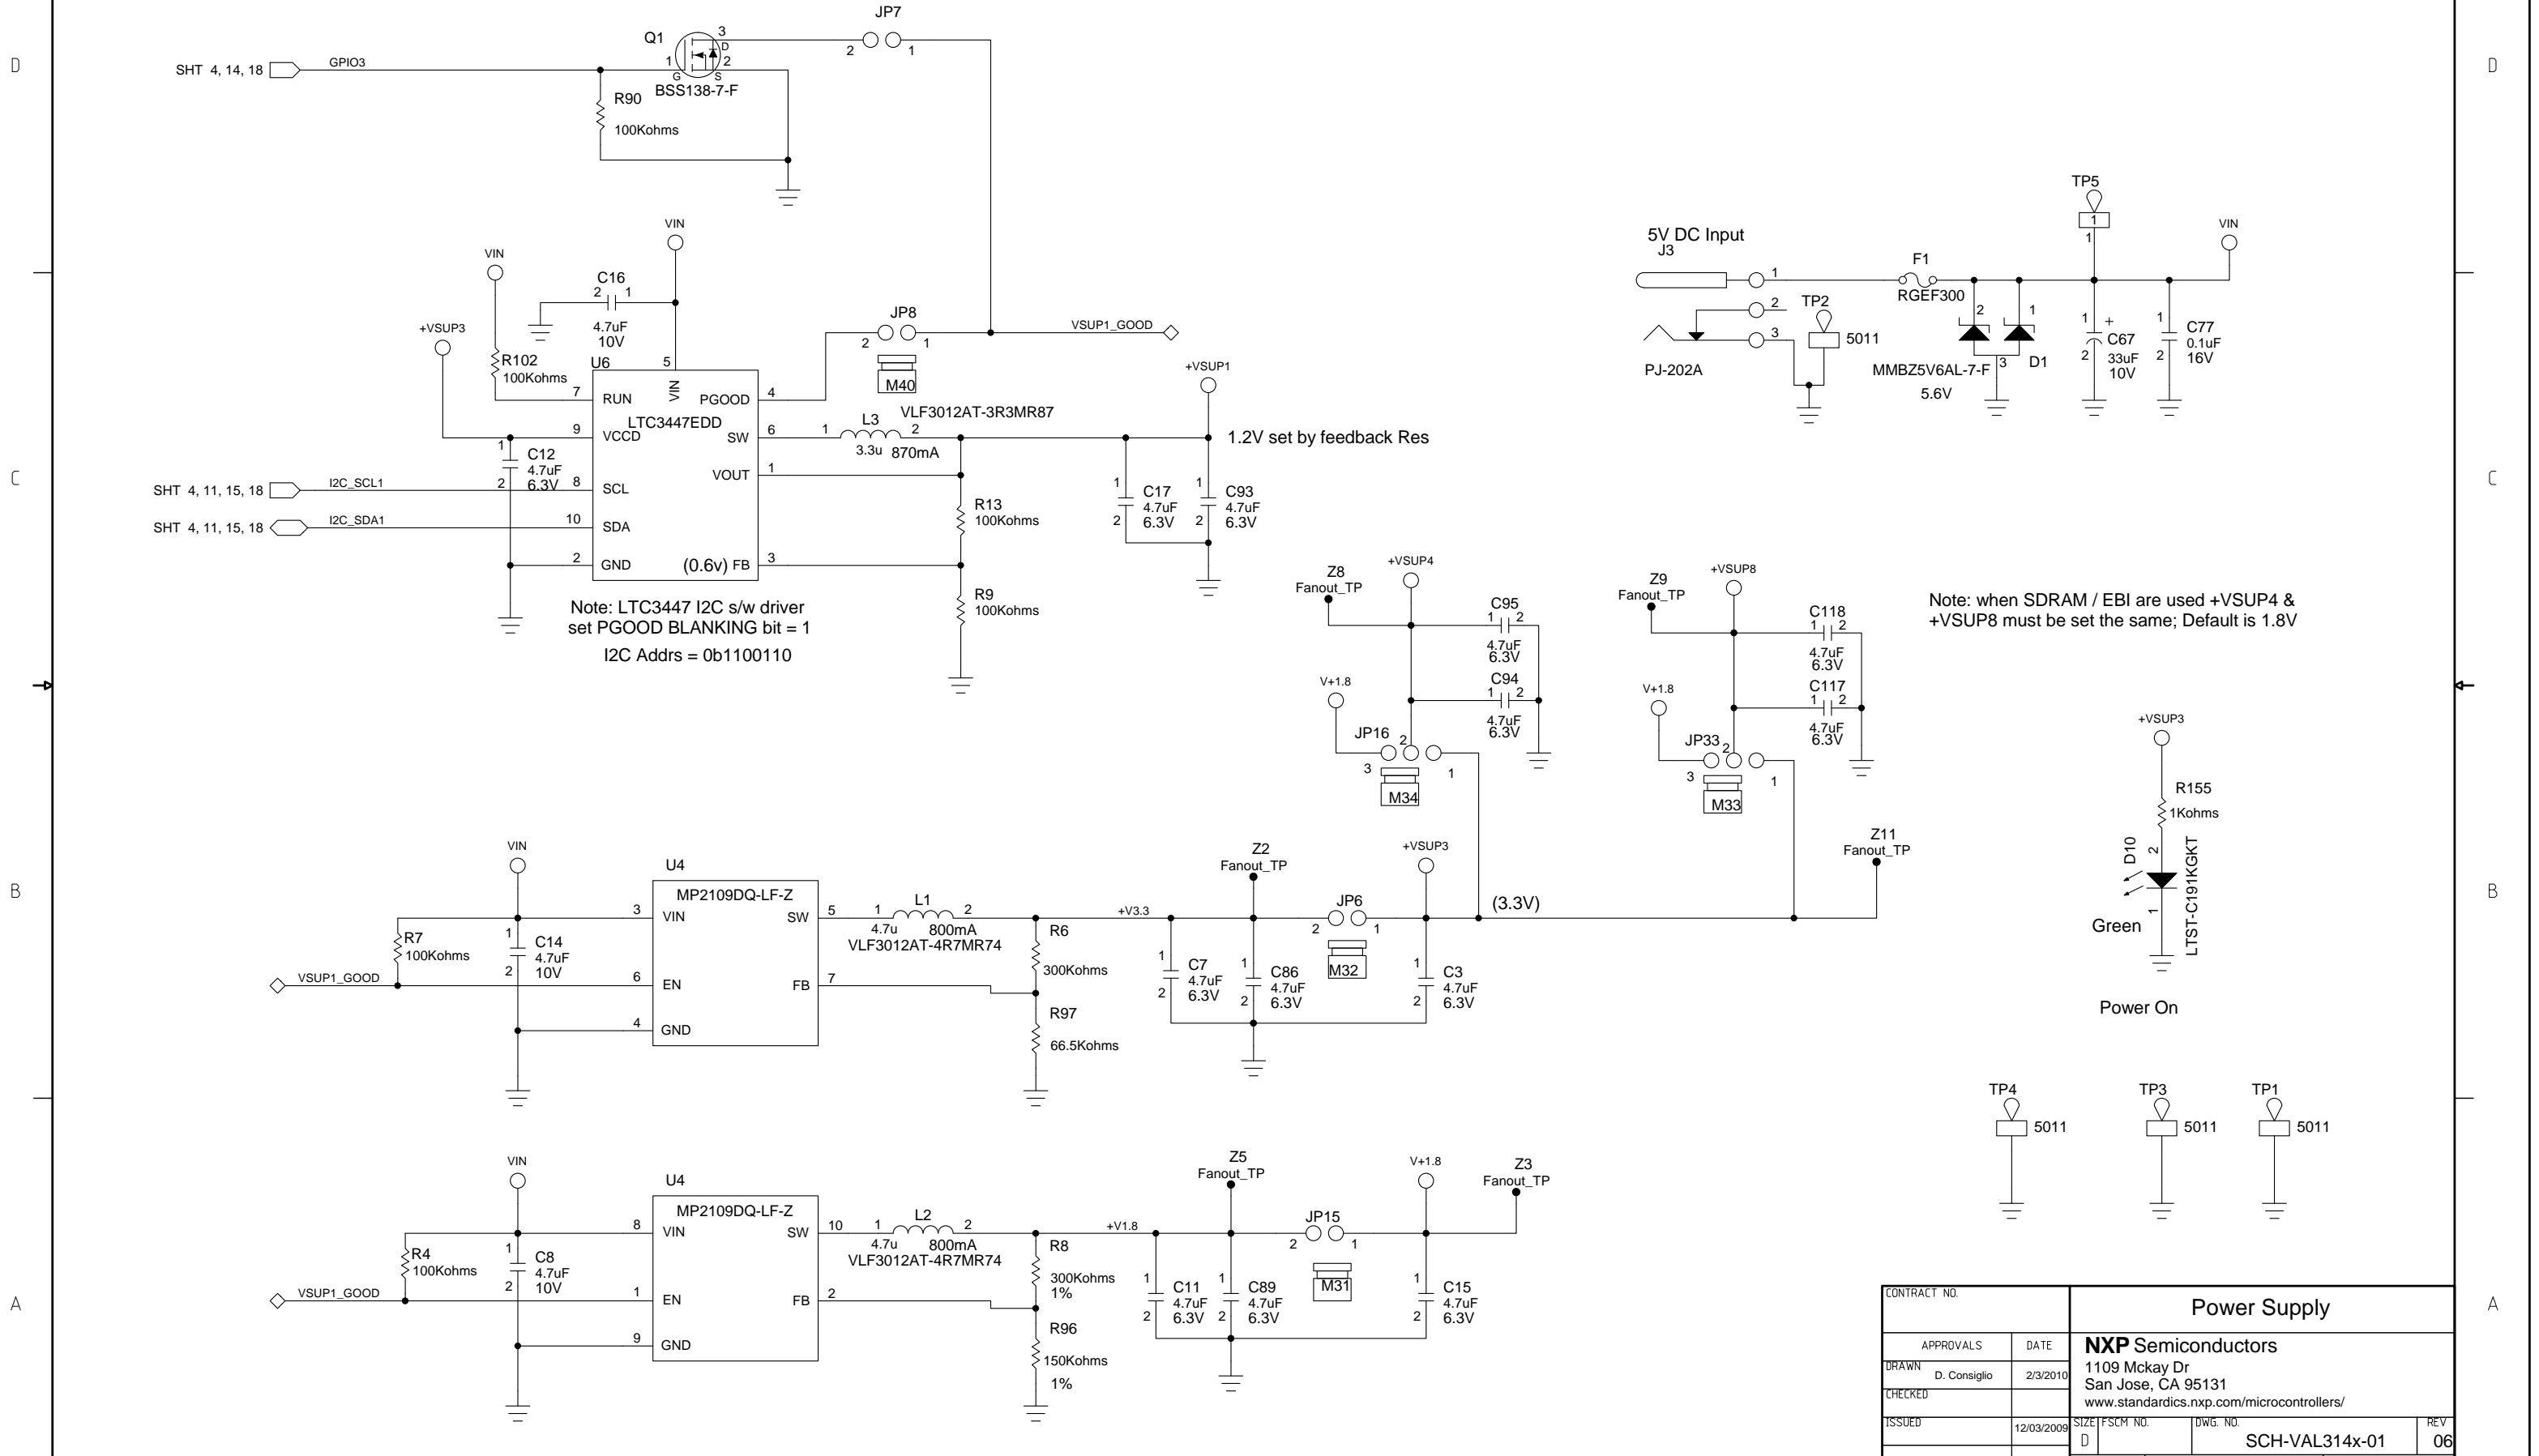 D
D
C
C
B
B
A
A
JP7
2
1
Q1
3
D
1
2
G
S
BSS138-7-F
SHT 4, 14, 18
GPIO3
R90
100Kohms
VIN
VIN
C16
2
1
4.7uF
10V
+VSUP3
R102
100Kohms
U6
5
VIN
7
RUN
PGOOD
4
LTC3447EDD
9
VCCD
SW
6
VOUT
1
8
SCL
10
SDA
2
GND
(0.6v) FB
3
1
C12
4.7uF
6.3V
2
SHT 4, 11, 15, 18
I2C_SCL1
SHT 4, 11, 15, 18
I2C_SDA1
JP8
2
1
M40
VSUP1_GOOD
+VSUP1
VLF3012AT-3R3MR87
1
L3
2
3.3u
870mA
1.2V set by feedback Res
R13
100Kohms
R9
100Kohms
1
C17
4.7uF
6.3V
2
1
C93
4.7uF
6.3V
2
Note: LTC3447 I2C s/w driver
set PGOOD BLANKING bit = 1
I2C Addrs = 0b1100110
5V DC Input
J3
1
2
3
PJ-202A
TP2
5011
F1
RGEF300
2
1
3
D1
MMBZ5V6AL-7-F
5.6V
TP5
1
1
1
+
C67
33uF
10V
2
1
C77
0.1uF
16V
2
VIN
Z8
Fanout_TP
+VSUP4
C95
1
2
4.7uF
6.3V
C94
1
2
4.7uF
6.3V
V+1.8
JP16
2
3
1
M34
Z9
Fanout_TP
+VSUP8
C118
1
2
4.7uF
6.3V
C117
1
2
4.7uF
6.3V
V+1.8
JP33
2
3
1
M33
Note: when SDRAM / EBI are used +VSUP4 &
+VSUP8 must be set the same; Default is 1.8V
+VSUP3
R155
1Kohms
D10
2
1
LTST-C191KGKT
Green
Power On
VIN
U4
MP2109DQ-LF-Z
3
VIN
SW
5
6
EN
FB
7
4
GND
R7
100Kohms
1
C14
4.7uF
10V
2
VSUP1_GOOD
1
L1
2
4.7u
800mA
VLF3012AT-4R7MR74
R6
300Kohms
R97
66.5Kohms
+V3.3
Z2
Fanout_TP
JP6
2
1
M32
+VSUP3
(3.3V)
Z11
Fanout_TP
1
C7
4.7uF
6.3V
2
1
C86
4.7uF
6.3V
2
1
C3
4.7uF
6.3V
2
VIN
U4
MP2109DQ-LF-Z
8
VIN
SW
10
1
EN
FB
2
9
GND
R4
100Kohms
1
C8
4.7uF
10V
2
VSUP1_GOOD
1
L2
2
4.7u
800mA
VLF3012AT-4R7MR74
R8
300Kohms
1%
R96
150Kohms
1%
+V1.8
Z5
Fanout_TP
JP15
2
1
M31
V+1.8
Z3
Fanout_TP
1
C11
4.7uF
6.3V
2
1
C89
4.7uF
6.3V
2
1
C15
4.7uF
6.3V
2
TP4
5011
TP3
5011
TP1
5011
CONTRACT NO.
Power Supply
APPROVALS
DATE
NXP Semiconductors
1109 Mckay Dr
San Jose, CA 95131
www.standardics.nxp.com/microcontrollers/
DRAWN
D. Consiglio
2/3/2010
CHECKED
ISSUED
12/03/2009
SIZE
D
FSCM NO.
DWG. NO.
SCH-VAL314x-01
REV
06